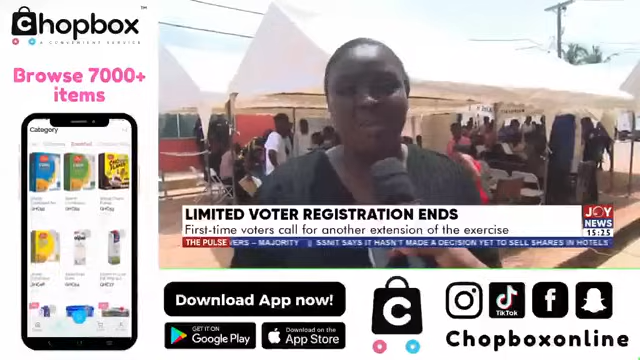 Chopbox™
A CONVENIENT SERVICE
Browse 7000+
items
Category
LIMITED VOTER REGISTRATION ENDS
First-time voters call for another extension of the exercise
JOY
NEWS
15:25
THE PULSE
VERS – MAJORITY || SSNIT SAYS IT HASN'T MADE A DECISION YET TO SELL SHARES IN HOTELS
Download App now!
GET IT ON
Google Play
Download on the
App Store
C
TikTok
Chopboxonline